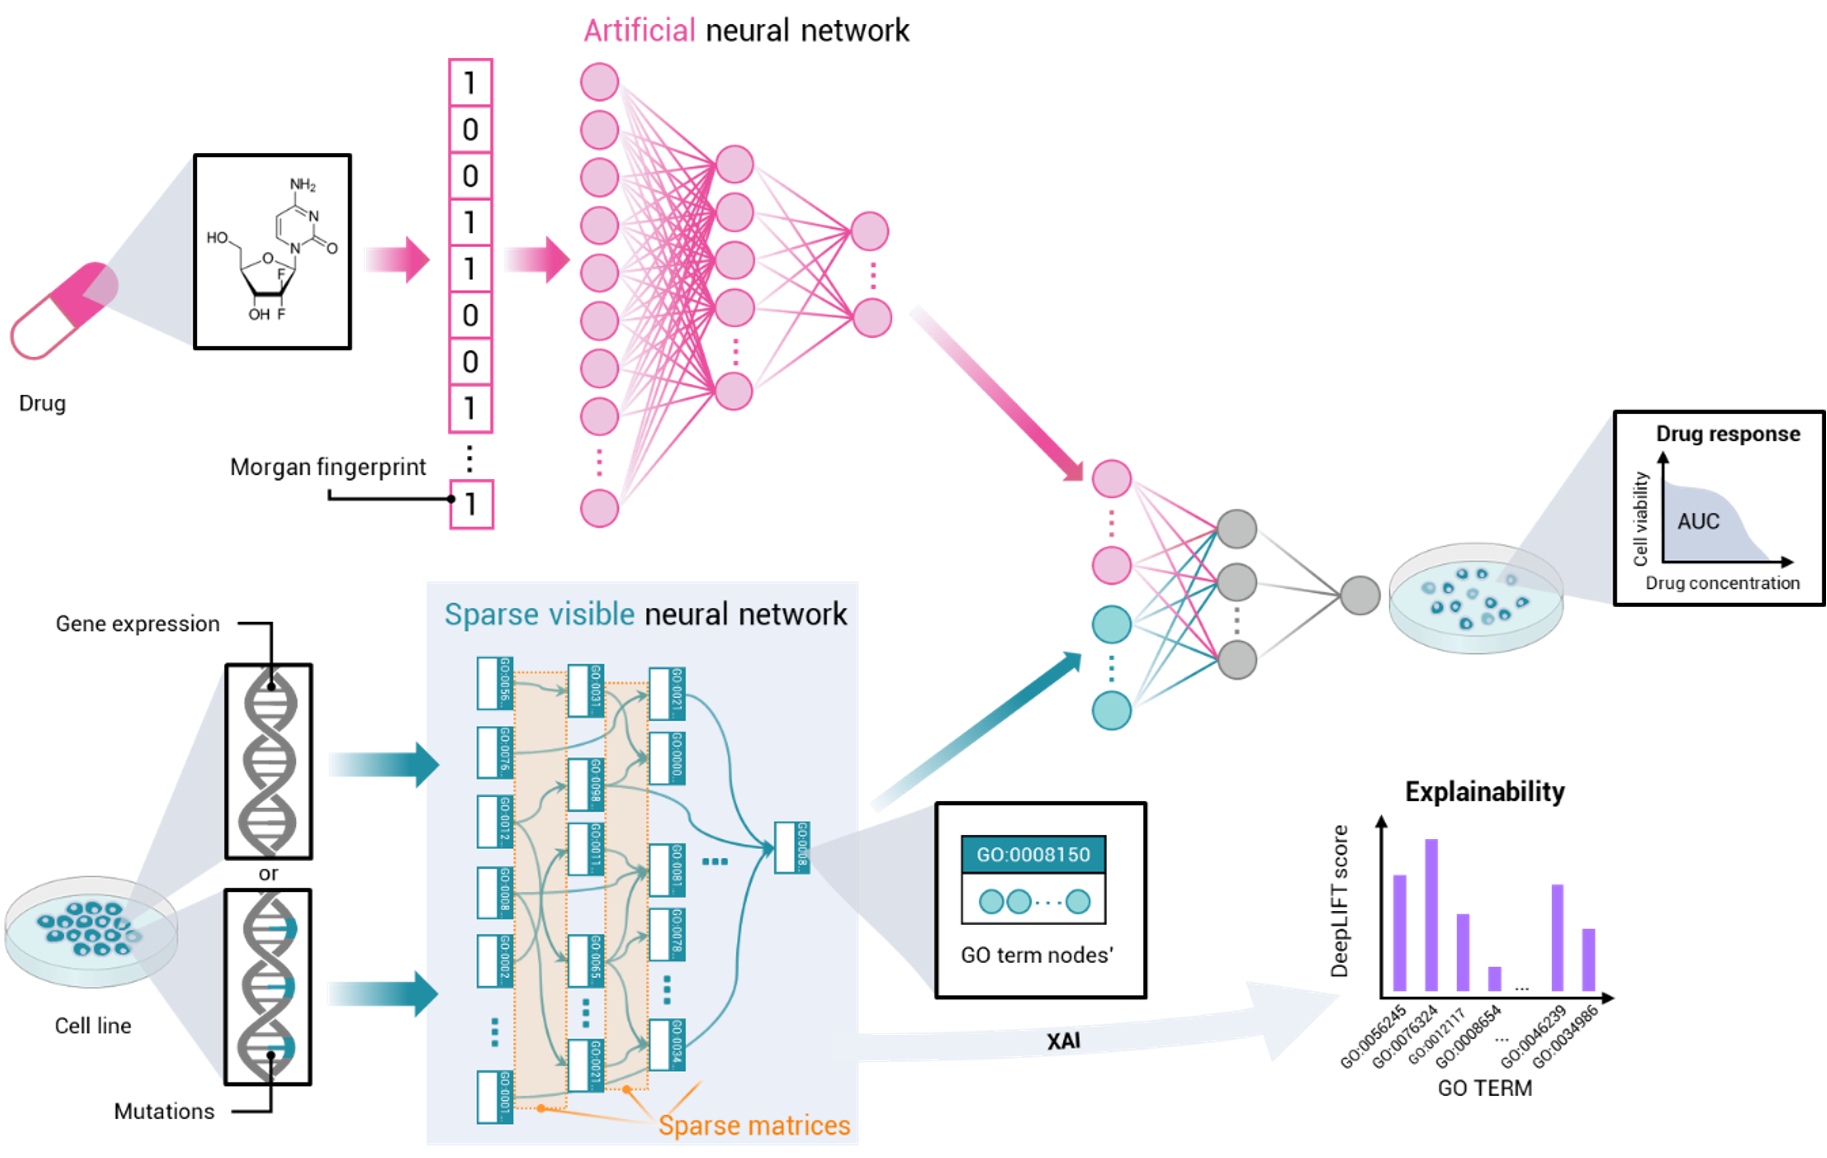 Artificial neural network
1
0
0
1
1
0
0
1
1
NH₂
N
HO
N
O
O
F
OH F
Drug
Morgan fingerprint
Drug response
Cell viability
AUC
Drug concentration
Gene expression
or
Cell line
Mutations
Sparse visible neural network
GO:0056..
GO:0076..
GO:0012..
GO:0008..
GO:0002..
GO:0001..
GO:0031..
GO:0098..
GO:0011..
GO:0065..
GO:0021..
GO:0021..
GO:0000..
GO:0081..
GO:0078..
GO:0034..
GO:0008..
Sparse matrices
GO:0008150
GO term nodes'
XAI
Explainability
DeepLIFT score
GO:0056245
GO:0076324
GO:0012117
GO:0008654
...
GO:0046239
GO:0034986
GO TERM